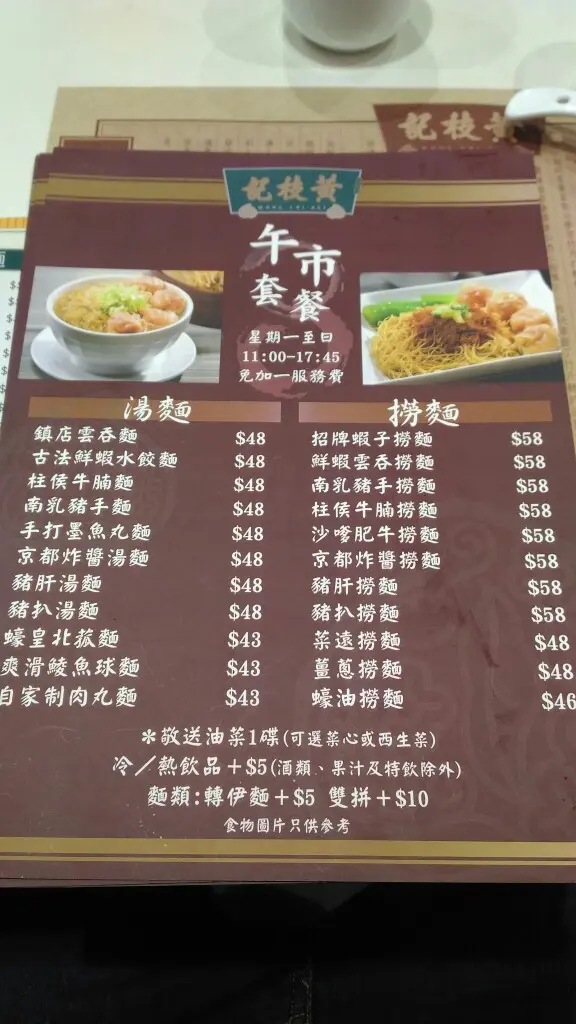 記枝黃
記枝黃
午市
套餐
星期一至日
11:00-17:45
免加一服務費
湯麵
鎮店雲吞麵 $48
古法鮮蝦水餃麵 $48
柱侯牛腩麵 $48
南乳豬手麵 $48
手打墨魚丸麵 $48
京都炸醬湯麵 $48
豬肝湯麵 $48
豬扒湯麵 $48
蠔皇北菰麵 $43
爽滑鯪魚球麵 $43
自家制肉丸麵 $43
撈麵
招牌蝦子撈麵 $58
鮮蝦雲吞撈麵 $58
南乳豬手撈麵 $58
柱侯牛腩撈麵 $58
沙嗲肥牛撈麵 $58
京都炸醬撈麵 $58
豬肝撈麵 $58
豬扒撈麵 $58
菜遠撈麵 $48
薑蔥撈麵 $48
蠔油撈麵 $46
*敬送油菜1碟(可選菜心或西生菜)
冷/熱飲品+$5(酒類、果汁及特飲除外)
麵類:轉伊麵+$5 雙拼+$10
食物圖片只供參考